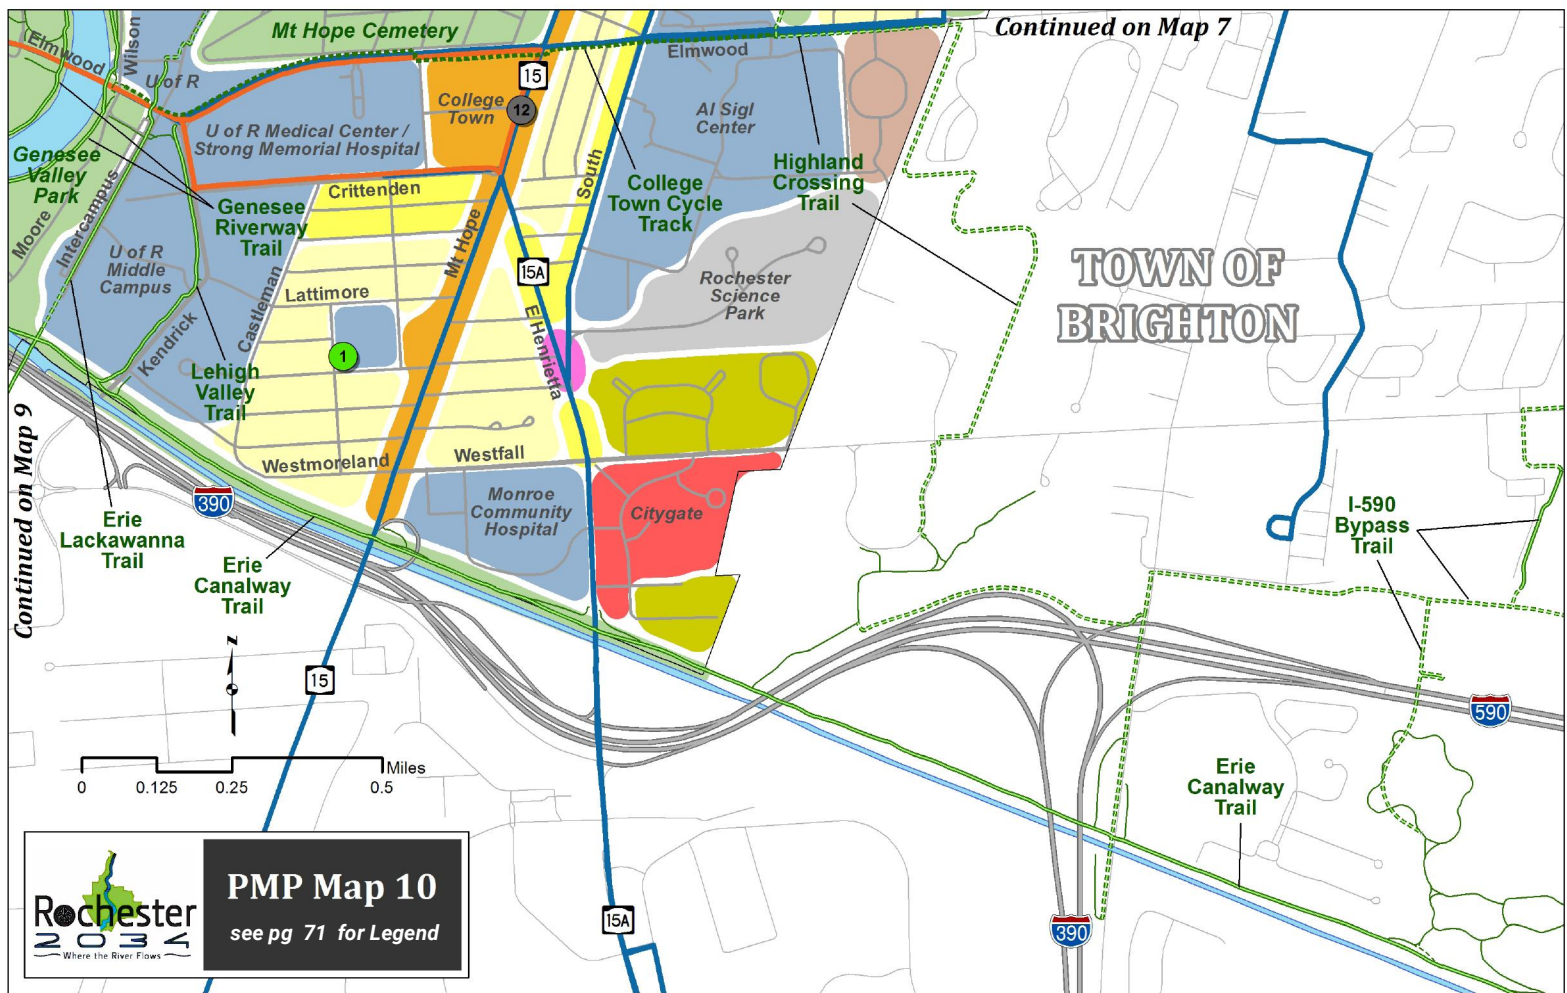 Continued on Map 7
Mt Hope Cemetery
Elmwood
Wilson
U of R
Elmwood
15
12
College
Town
Al Sigl
Center
U of R Medical Center /
Strong Memorial Hospital
Genesee
Valley
Park
Highland
Crossing
Trail
College
Town Cycle
Track
South
Crittenden
Genesee
Riverway
Trail
Moore
Intercampus
U of R
Middle
Campus
Mt Hope
Castleman
15A
Rochester
Science
Park
TOWN OF
BRIGHTON
Lattimore
Kendrick
E Henrietta
1
Lehigh
Valley
Trail
Continued on Map 9
Westmoreland
Westfall
390
Monroe
Community
Hospital
Citygate
I-590
Bypass
Trail
Erie
Lackawanna
Trail
Erie
Canalway
Trail
z
15
590
Miles
0
0.125
0.25
0.5
Erie
Canalway
Trail
Rochester
2034
Where the River Flows
PMP Map 10
see pg 71 for Legend
15A
390